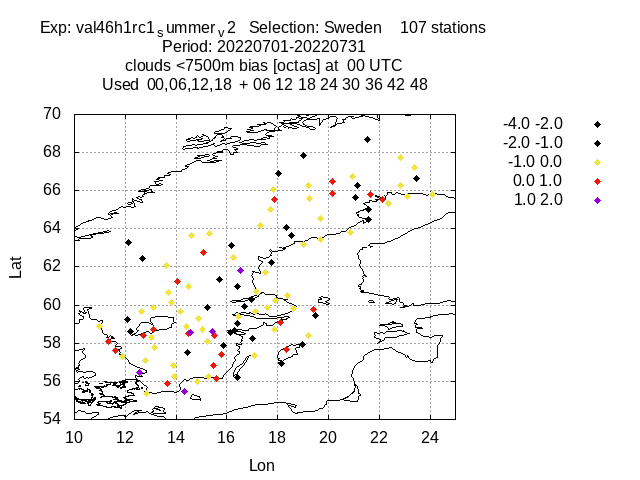 Exp: val46h1rc1summerv2 Selection: Sweden 107 stations
Period: 20220701-20220731
clouds <7500m bias [octas] at 00 UTC
Used 00,06,12,18 + 06 12 18 24 30 36 42 48
70
68
66
64
62
60
58
56
54
10 12 14 16 18 20 22 24
Lat
Lon
-4.0 -2.0
-2.0 -1.0
-1.0 0.0
0.0 1.0
1.0 2.0